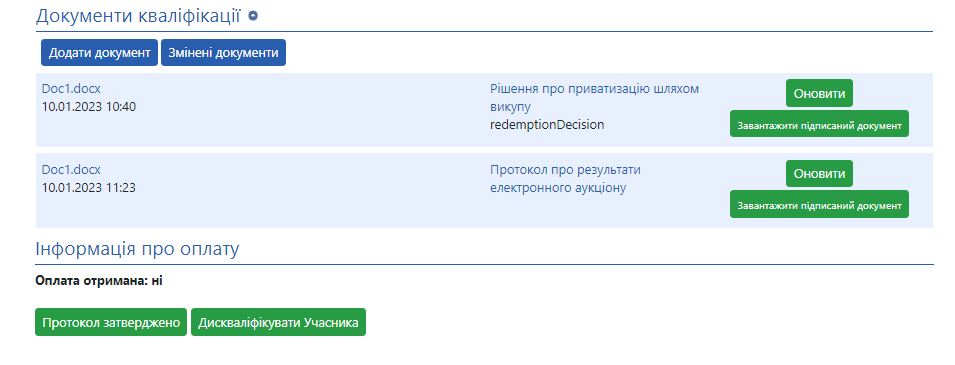 Документи кваліфікації
Додати документ Змінені документи
Doc1.docx
10.01.2023 10:40
Рішення про приватизацію шляхом
викупу
redemptionDecision
Оновити
Завантажити підписаний документ
Doc1.docx
10.01.2023 11:23
Протокол про результати
електронного аукціону
Оновити
Завантажити підписаний документ
Інформація про оплату
Оплата отримана: ні
Протокол затверджено Дискваліфікувати Учасника